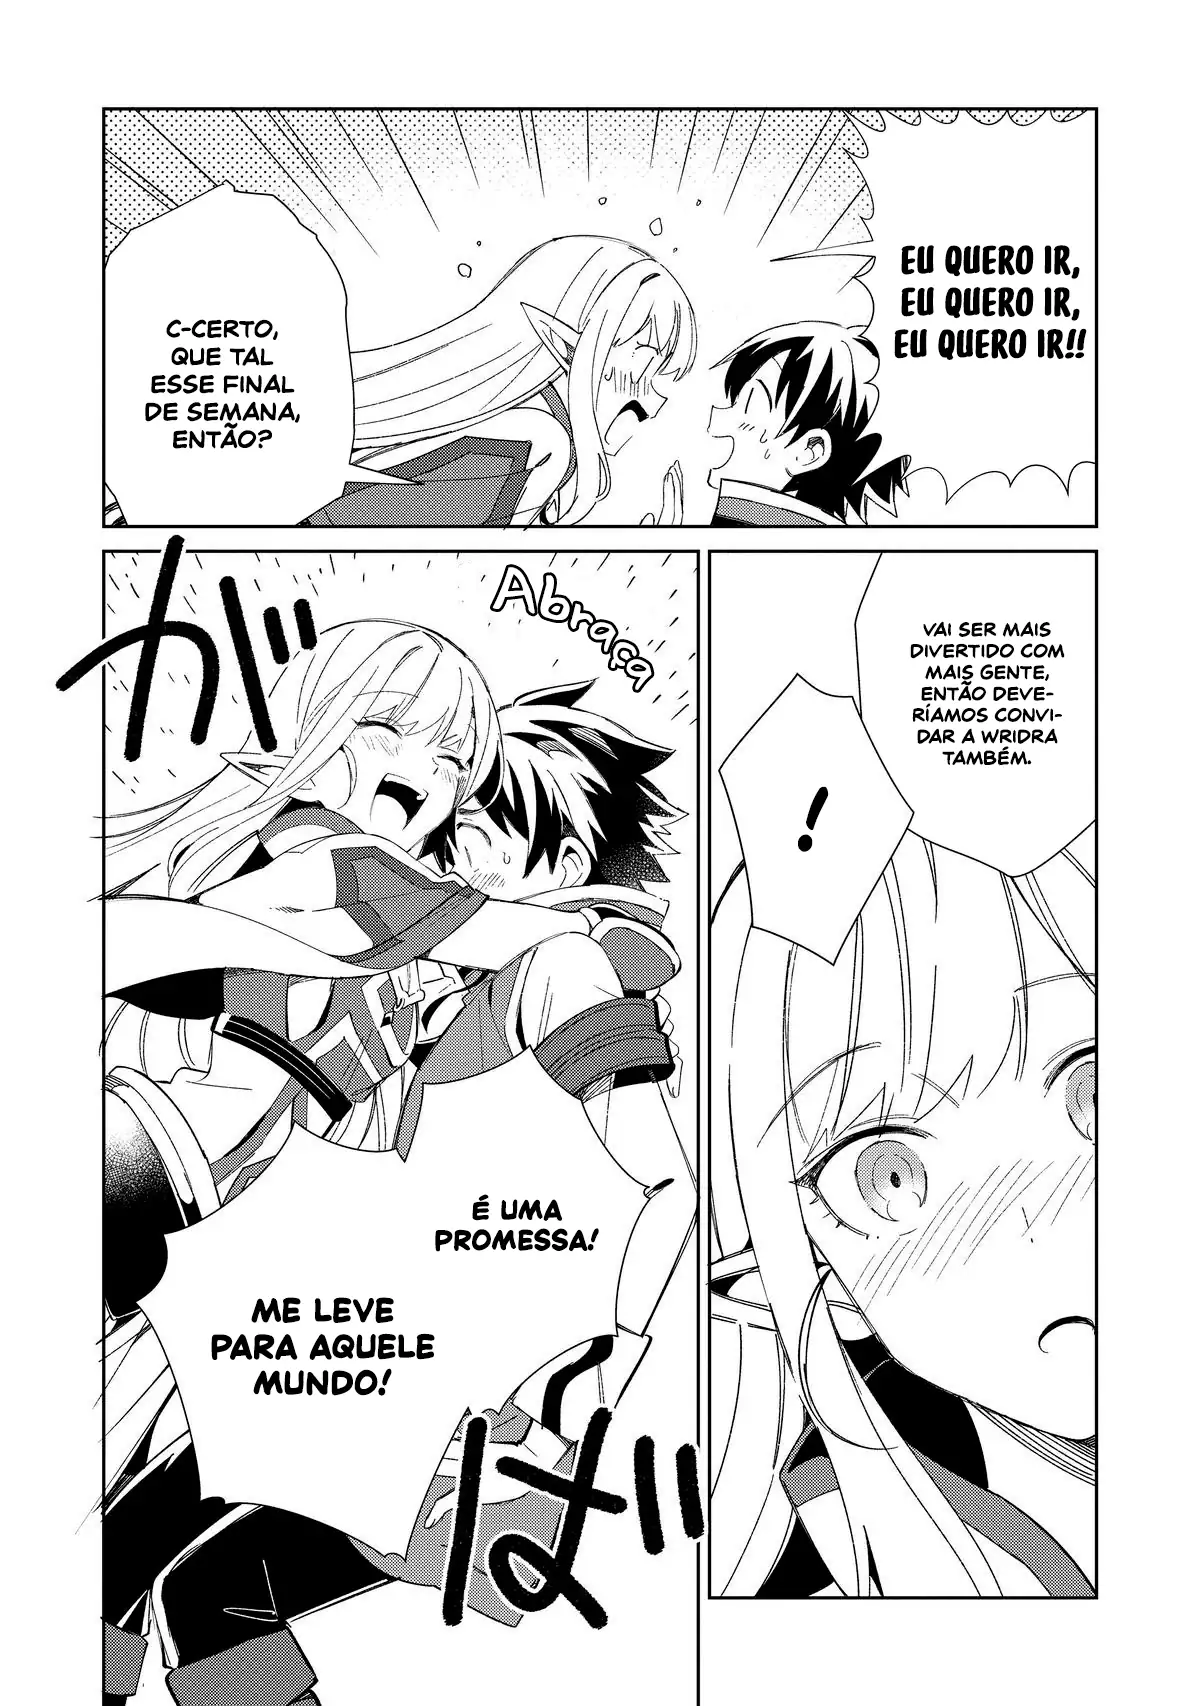 EU QUERO IR,
EU QUERO IR,
EU QUERO IR!!
C-CERTO,
QUE TAL
ESSE FINAL
DE SEMANA,
ENTÃO?
VAI SER MAIS
DIVERTIDO COM
MAIS GENTE,
ENTÃO DEVE-
RÍAMOS CONVI-
DAR A WRIDRA
TAMBÉM.
!
ガ
Abraça
バ
É UMA
PROMESSA!
ME LEVE
PARA AQUELE
MUNDO!
ば